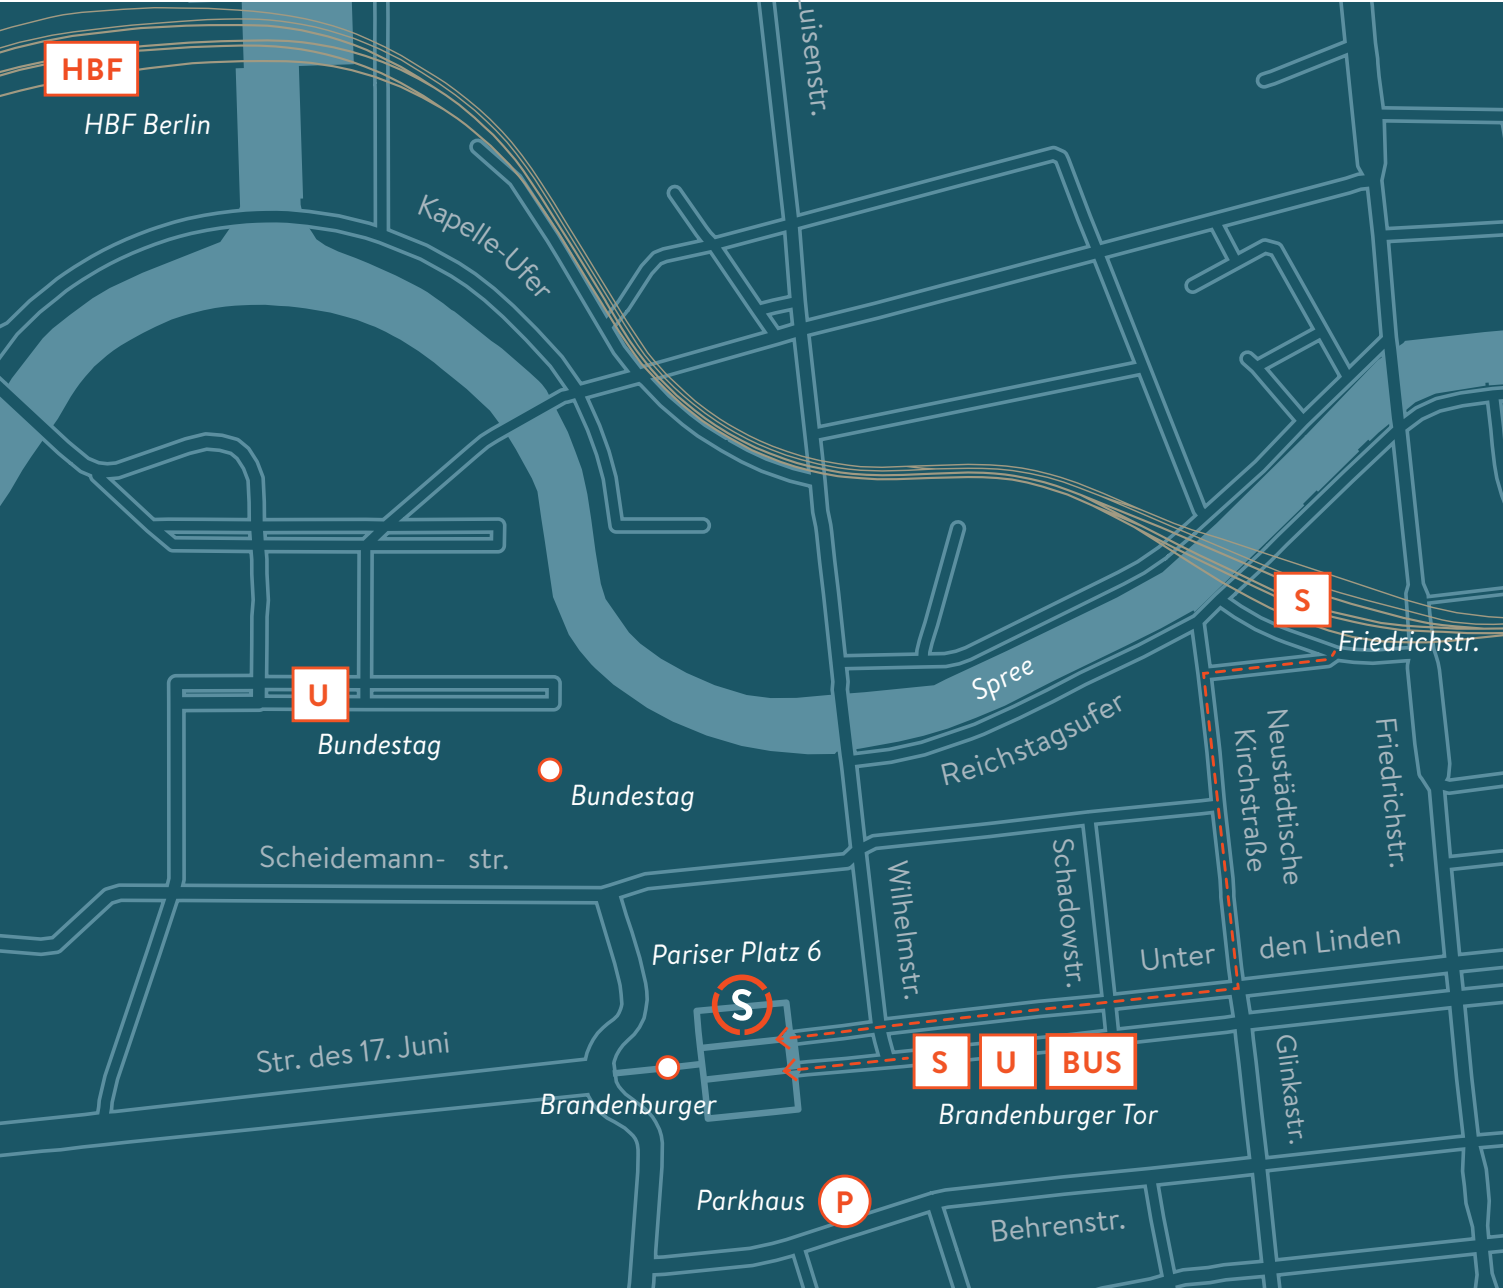 HBF
HBF Berlin
Luisenstr.
Kapelle-Ufer
S
Friedrichstr.
Spree
Reichstagsufer
U
Bundestag
Bundestag
Neustädtische
Kirchstraße
Friedrichstr.
Scheidemann- str.
Wilhelmstr.
Schadowstr.
Unter den Linden
Pariser Platz 6
S
Str. des 17. Juni
S U BUS
Brandenburger Tor
Brandenburger
Glinkastr.
Parkhaus P
Behrenstr.